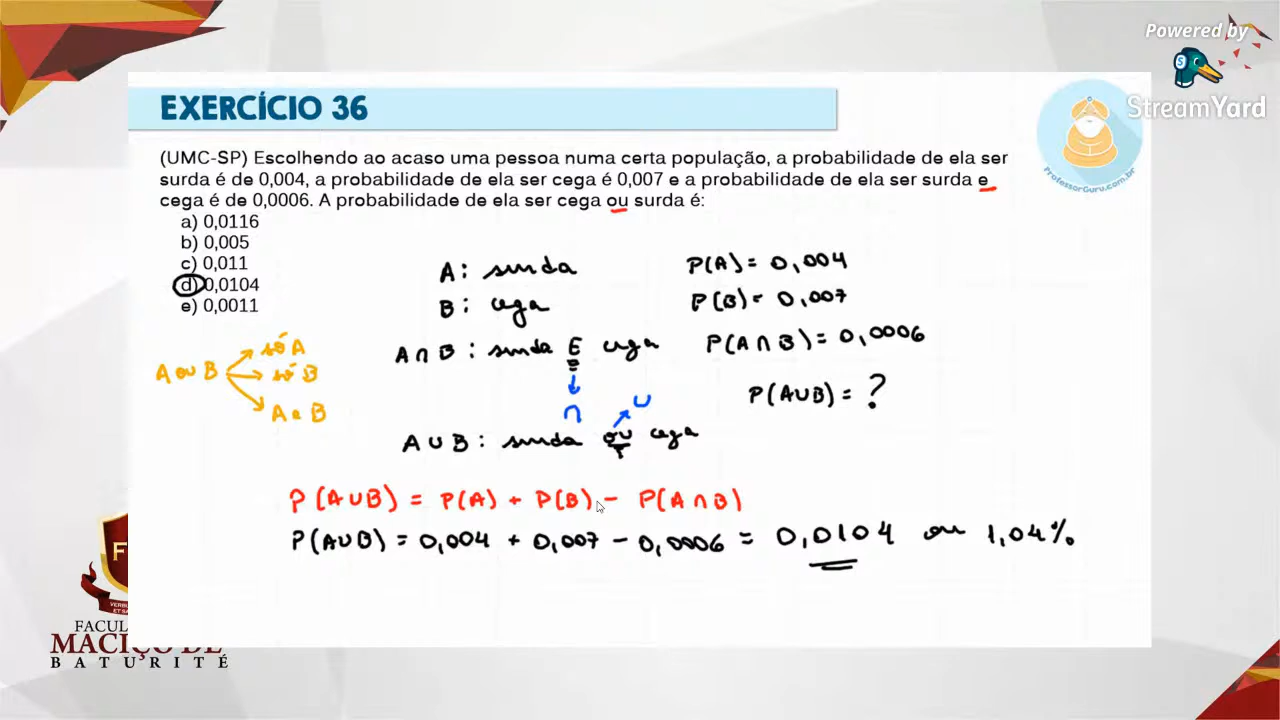 Powered by
StreamYard
EXERCÍCIO 36
ProfessorGuru.com.br
(UMC-SP) Escolhendo ao acaso uma pessoa numa certa população, a probabilidade de ela ser
surda é de 0,004, a probabilidade de ela ser cega é 0,007 e a probabilidade de ela ser surda e
cega é de 0,0006. A probabilidade de ela ser cega ou surda é:
a) 0,0116
b) 0,005
c) 0,011
d) 0,0104
e) 0,0011
A: surda P(A) = 0,004
B: cega P(B) = 0,007
A∩B: surda E cega P(A∩B) = 0,0006
∩
U
A ou B só A
só B
A e B
P(A∪B) = ?
A∪B: surda ou cega
P(A∪B) = P(A) + P(B) - P(A∩B)
P(A∪B) = 0,004 + 0,007 - 0,0006 = 0,0104 ou 1,04%
F
FACUL
MACIÇO DE
BATURITÉ